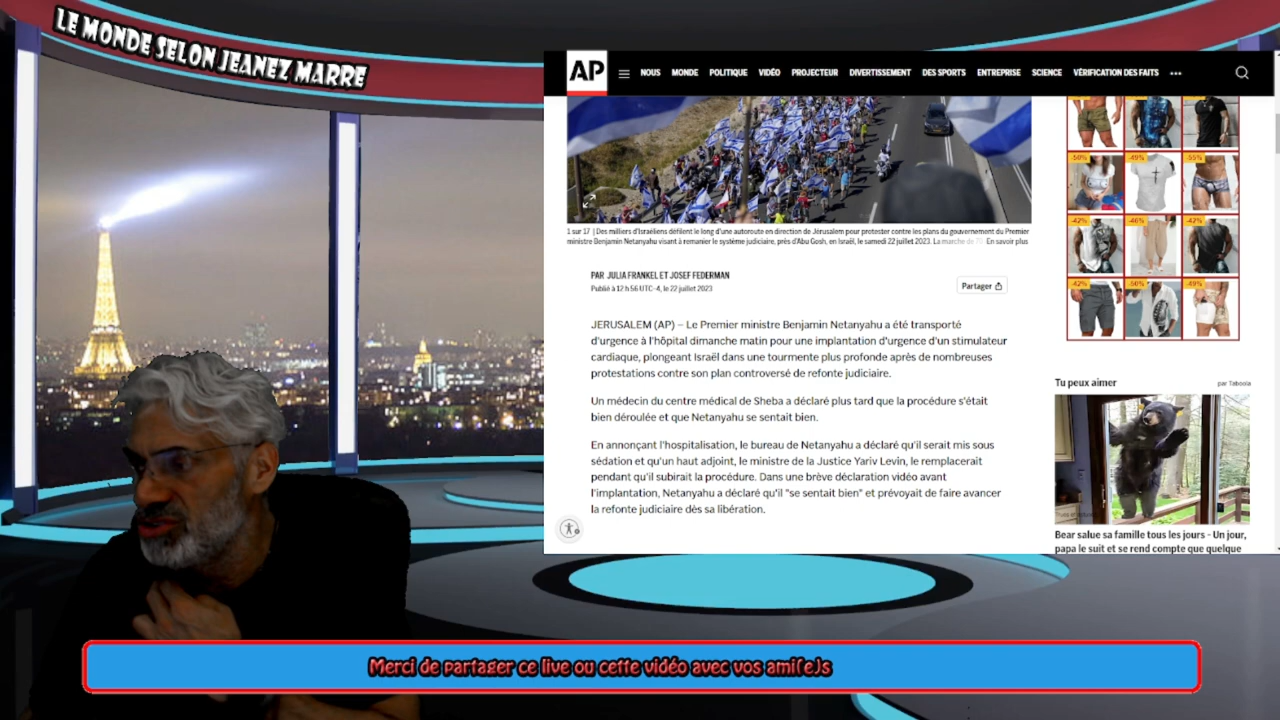 LE MONDE SELON JEANEZ MARRE
AP
NOUS MONDE POLITIQUE VIDÉO PROJECTEUR DIVERTISSEMENT DES SPORTS ENTREPRISE SCIENCE VÉRIFICATION DES FAITS
1 sur 17 | Des milliers d'Israéliens défilent le long d'une autoroute en direction de Jérusalem pour protester contre les plans du gouvernement du Premier
ministre Benjamin Netanyahu visant à remanier le système judiciaire, près d'Abu Gosh, en Israël, le samedi 22 juillet 2023. La marche de En savoir plus
PAR JULIA FRANKEL ET JOSEF FEDERMAN
Publié à 12 h 56 UTC-4, le 22 juillet 2023
Partager
JERUSALEM (AP) – Le Premier ministre Benjamin Netanyahu a été transporté
d'urgence à l'hôpital dimanche matin pour une implantation d'urgence d'un stimulateur
cardiaque, plongeant Israël dans une tourmente plus profonde après de nombreuses
protestations contre son plan controversé de refonte judiciaire.
Un médecin du centre médical de Sheba a déclaré plus tard que la procédure s'était
bien déroulée et que Netanyahu se sentait bien.
En annonçant l'hospitalisation, le bureau de Netanyahu a déclaré qu'il serait mis sous
sédation et qu'un haut adjoint, le ministre de la Justice Yariv Levin, le remplacerait
pendant qu'il subirait la procédure. Dans une brève déclaration vidéo avant
l'implantation, Netanyahu a déclaré qu'il "se sentait bien" et prévoyait de faire avancer
la refonte judiciaire dès sa libération.
-50% -49% -55%
-42% -46% -42%
-42% -50% -49%
Tu peux aimer
par Taboola
Bear salue sa famille tous les jours - Un jour,
papa le suit et se rend compte que quelque
Merci de partager ce live ou cette vidéo avec vos ami(e)s